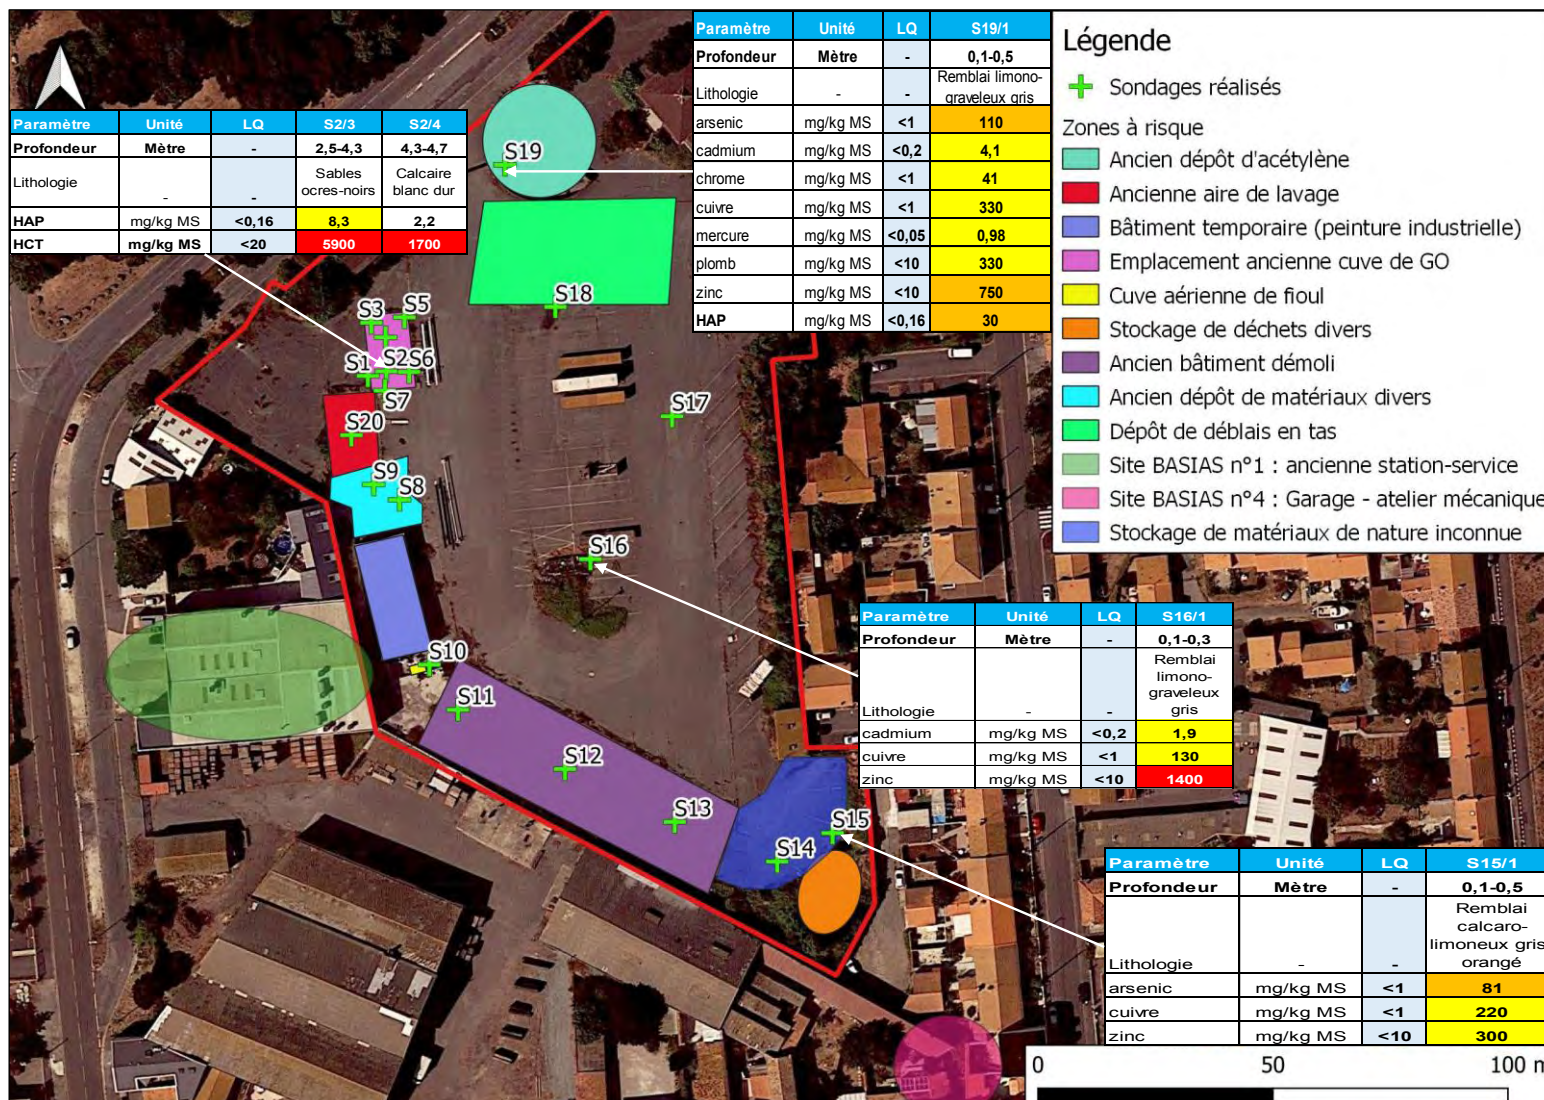 Paramètre Unité LQ S19/1
Profondeur Mètre - 0,1-0,5
Lithologie - - Remblai limono-
graveleux gris
arsenic mg/kg MS <1 110
cadmium mg/kg MS <0,2 4,1
chrome mg/kg MS <1 41
cuivre mg/kg MS <1 330
mercure mg/kg MS <0,05 0,98
plomb mg/kg MS <10 330
zinc mg/kg MS <10 750
HAP mg/kg MS <0,16 30
Légende
Sondages réalisés
Zones à risque
Ancien dépôt d'acétylène
Ancienne aire de lavage
Bâtiment temporaire (peinture industrielle)
Emplacement ancienne cuve de GO
Cuve aérienne de fioul
Stockage de déchets divers
Ancien bâtiment démoli
Ancien dépôt de matériaux divers
Dépôt de déblais en tas
Site BASIAS n°1 : ancienne station-service
Site BASIAS n°4 : Garage - atelier mécanique
Stockage de matériaux de nature inconnue
Paramètre Unité LQ S2/3 S2/4
Profondeur Mètre - 2,5-4,3 4,3-4,7
Lithologie - - Sables
ocres-noirs Calcaire
blanc dur
HAP mg/kg MS <0,16 8,3 2,2
HCT mg/kg MS <20 5900 1700
S19
S18
S3
S5
S1
S2
S6
S7
S17
S20
S9
S8
S16
S10
S11
S12
S13
S15
S14
Paramètre Unité LQ S16/1
Profondeur Mètre - 0,1-0,3
Lithologie - - Remblai
limono-
graveleux
gris
cadmium mg/kg MS <0,2 1,9
cuivre mg/kg MS <1 130
zinc mg/kg MS <10 1400
Paramètre Unité LQ S15/1
Profondeur Mètre - 0,1-0,5
Lithologie - - Remblai
calcaro-
limoneux gris
orangé
arsenic mg/kg MS <1 81
cuivre mg/kg MS <1 220
zinc mg/kg MS <10 300
0 50 100 m